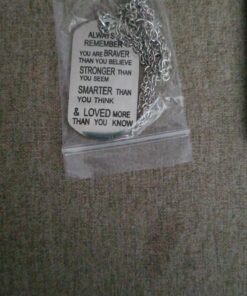 ALWAYS
REMEMBER
YOU ARE BRAVER
THAN YOU BELIEVE
STRONGER THAN
YOU SEEM
SMARTER THAN
YOU THINK
& LOVED MORE
THAN YOU KNOW